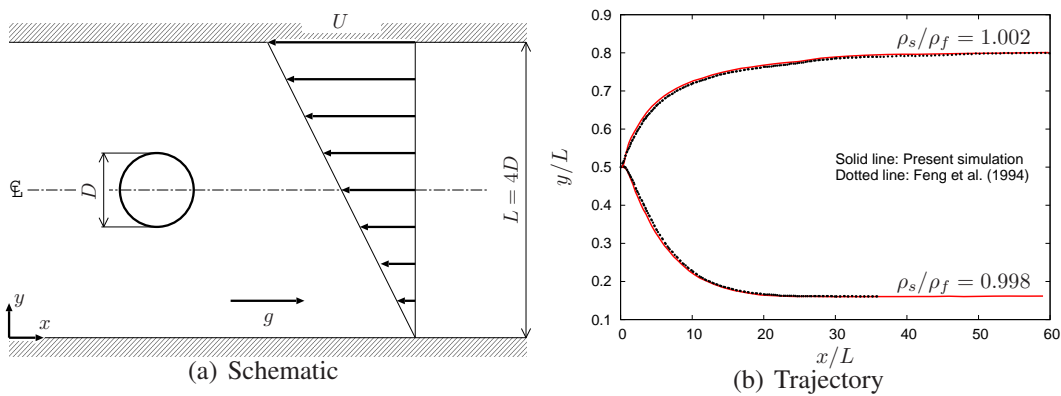 U
D
L = 4D
℄
y
x
g
(a) Schematic
0.9
0.8
0.7
0.6
0.5
0.4
0.3
0.2
0.1
y/L
ρs/ρf = 1.002
Solid line: Present simulation
Dotted line: Feng et al. (1994)
ρs/ρf = 0.998
0 10 20 30 40 50 60
x/L
(b) Trajectory